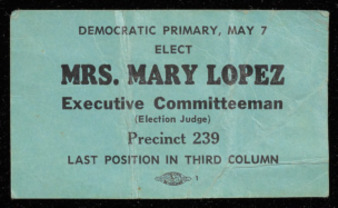 DEMOCRATIC PRIMARY, MAY 7
ELECT
MRS. MARY LOPEZ
Executive Committeeman
(Election Judge)
Precinct 239
LAST POSITION IN THIRD COLUMN